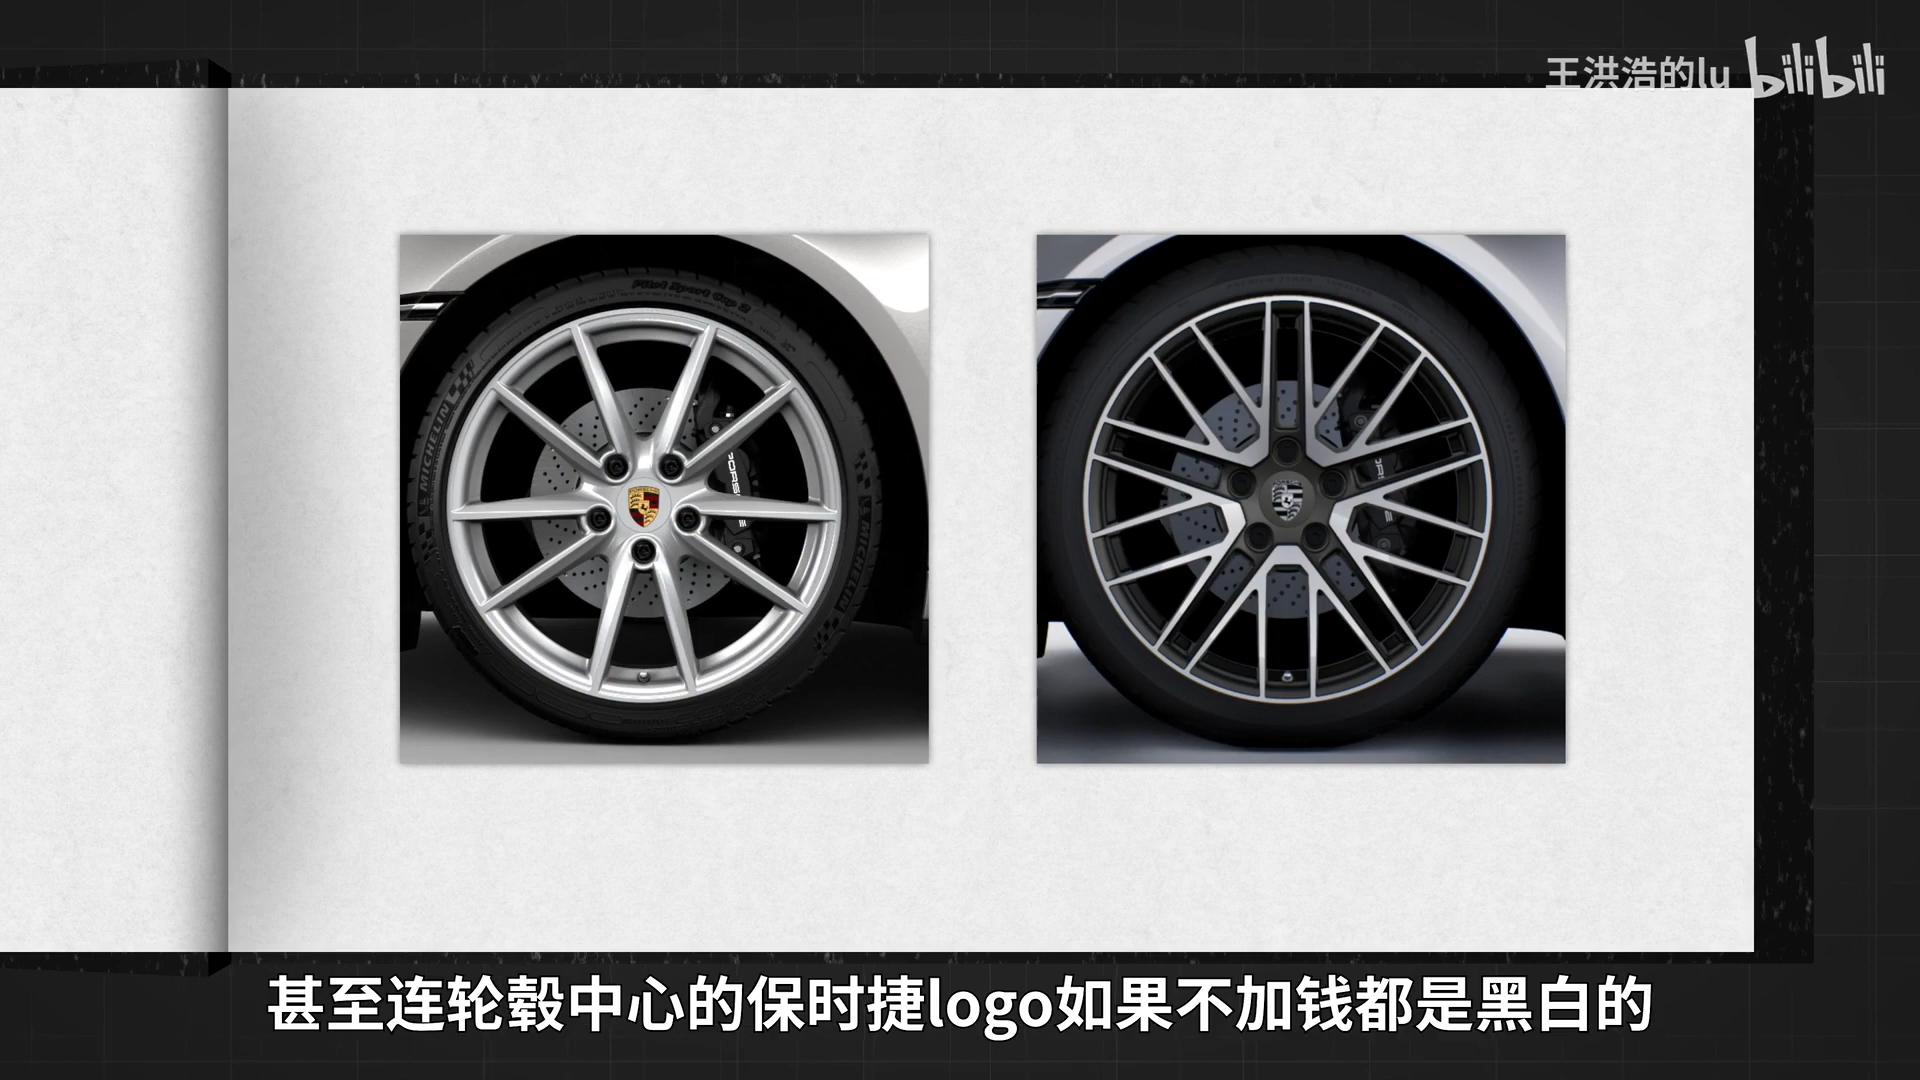 王洪浩的lu bilibili
Pilot Sport Cup 2
MICHELIN
MICHELIN
甚至连轮毂中心的保时捷logo如果不加钱都是黑白的